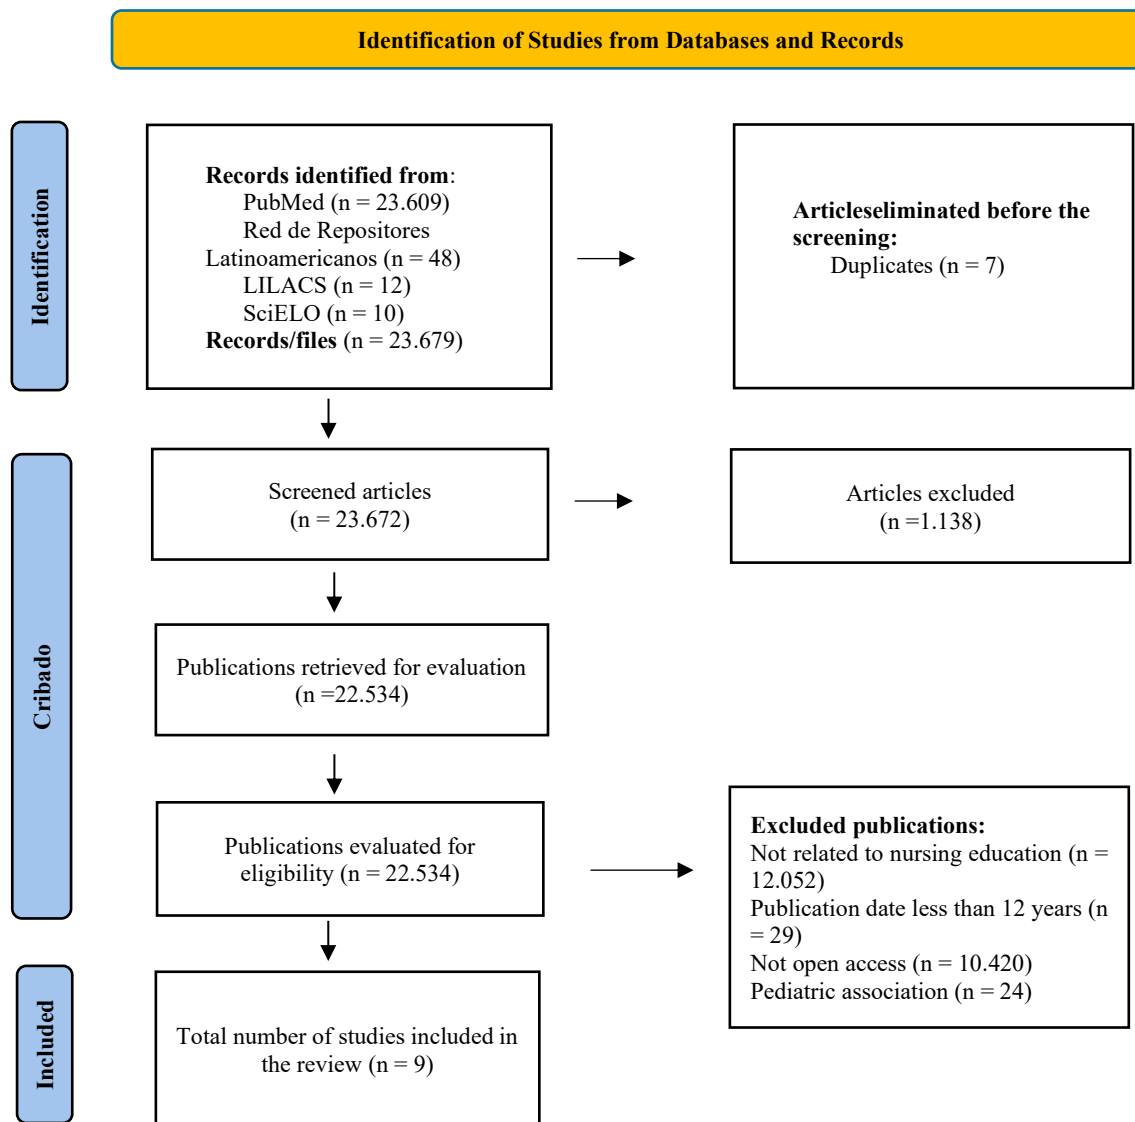 Identification of Studies from Databases and Records
Identification
Records identified from:
PubMed (n = 23.609)
Red de Repositores
Latinoamericanos (n = 48)
LILACS (n = 12)
SciELO (n = 10)
Records/files (n = 23.679)
Articleseliminated before the
screening:
Duplicates (n = 7)
Cribado
Screened articles
(n = 23.672)
Articles excluded
(n =1.138)
Publications retrieved for evaluation
(n =22.534)
Publications evaluated for
eligibility (n = 22.534)
Excluded publications:
Not related to nursing education (n =
12.052)
Publication date less than 12 years (n
= 29)
Not open access (n = 10.420)
Pediatric association (n = 24)
Included
Total number of studies included in
the review (n = 9)